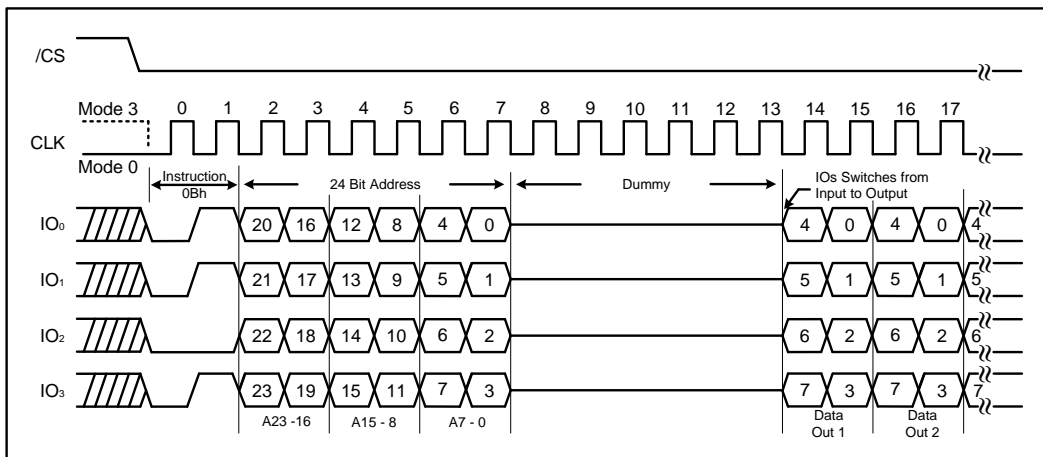 /CS
Mode 3 0 1 2 3 4 5 6 7 8 9 10 11 12 13 14 15 16 17
CLK
Mode 0
Instruction
0Bh
24 Bit Address
Dummy
IOs Switches from
Input to Output
IO0 20 16 12 8 4 0 4 0 4 0 4
IO1 21 17 13 9 5 1 5 1 5 1 5
IO2 22 18 14 10 6 2 6 2 6 2 6
IO3 23 19 15 11 7 3 7 3 7 3 7
A23 -16 A15 - 8 A7 - 0
Data
Out 1
Data
Out 2